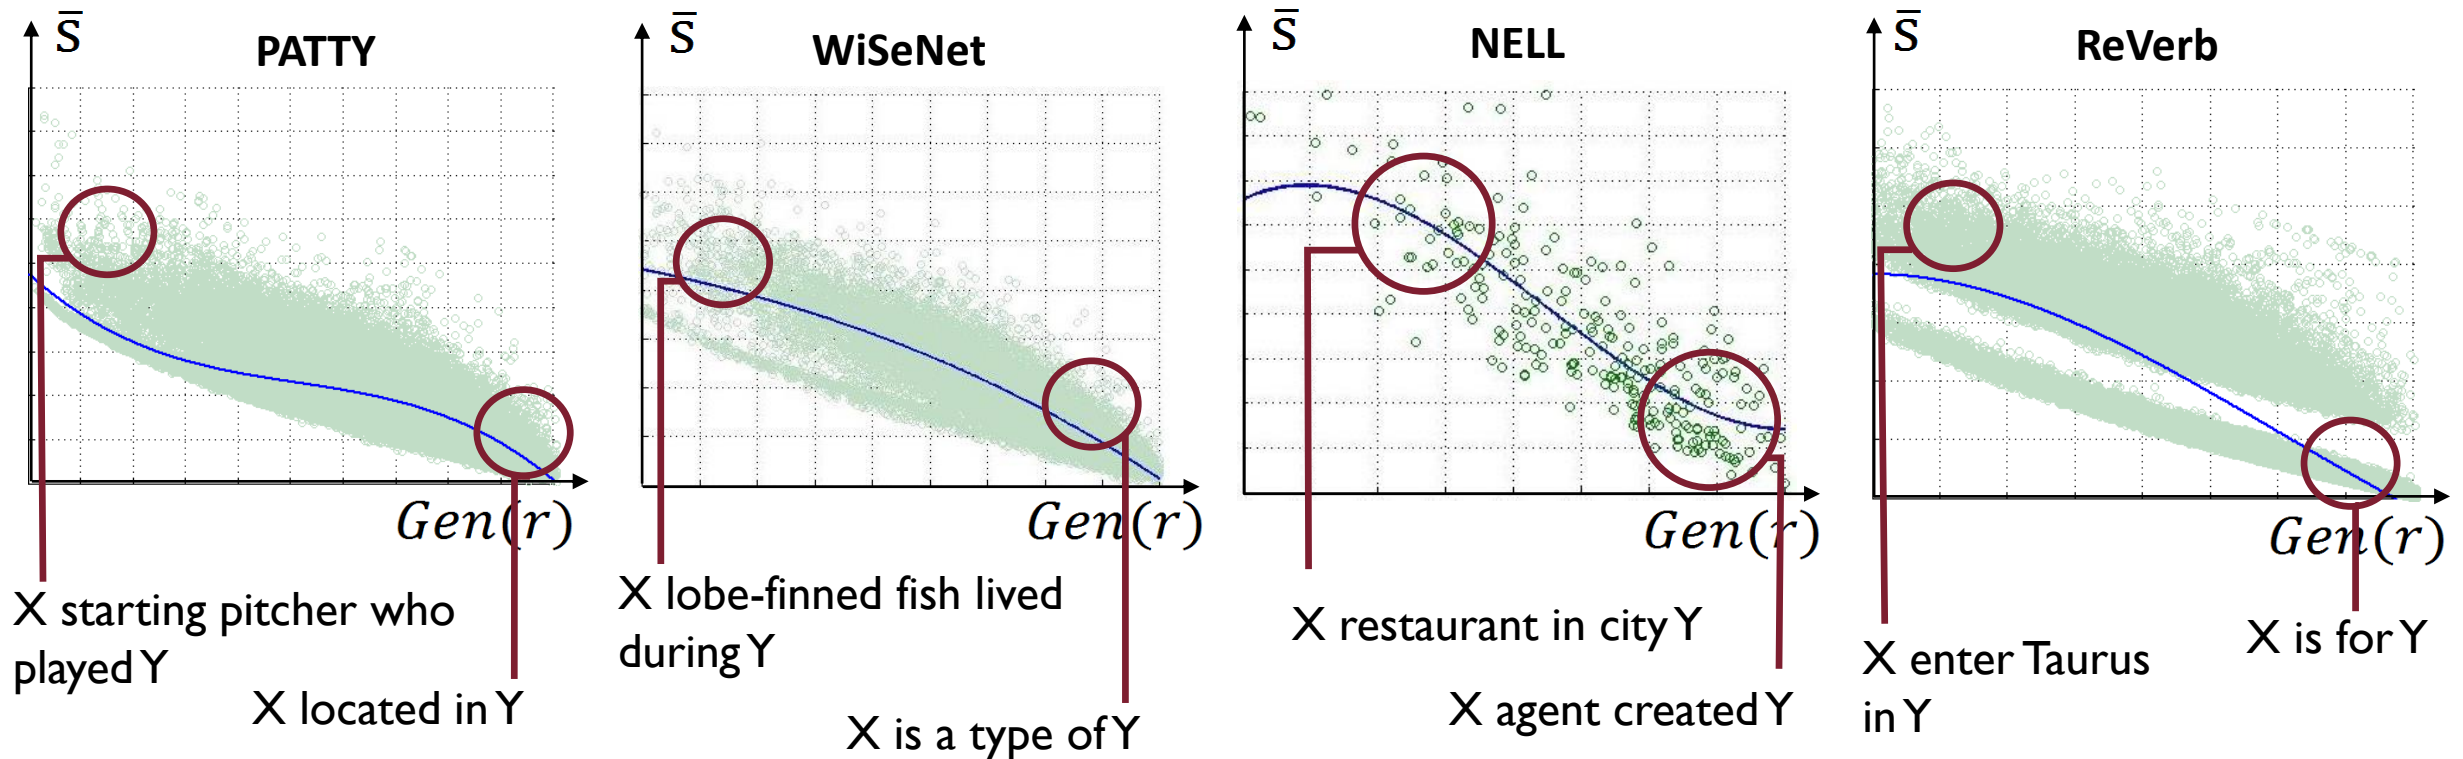 S̅
PATTY
S̅
WiSeNet
S̅
NELL
S̅
ReVerb
Gen(r)
Gen(r)
Gen(r)
Gen(r)
X starting pitcher who
played Y
X located in Y
X lobe-finned fish lived
during Y
X is a type of Y
X restaurant in city Y
X agent created Y
X enter Taurus
in Y
X is for Y